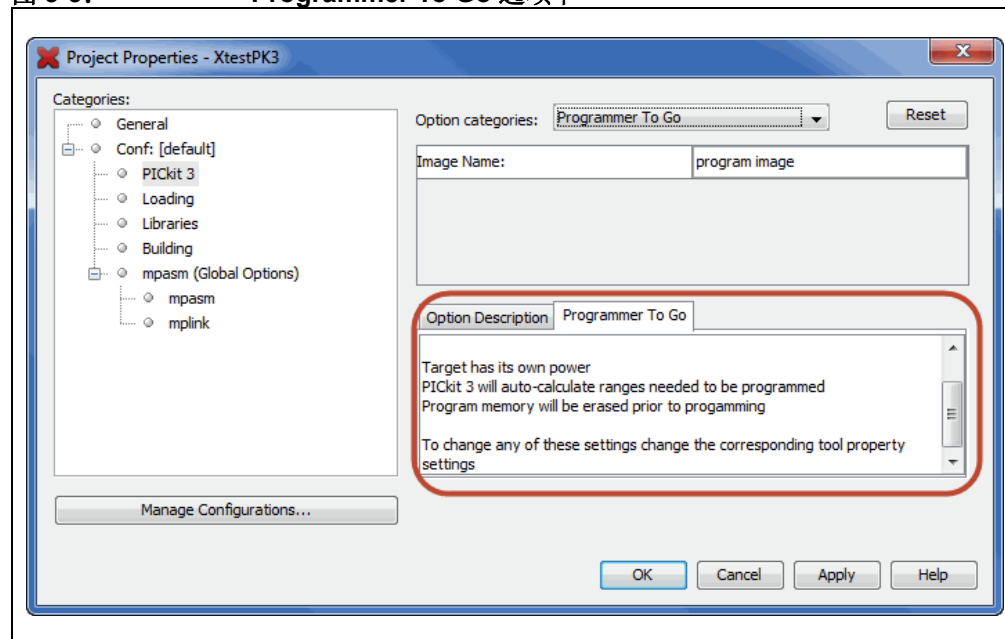 Programmer To Go
Project Properties - XtestPK3
Categories:
General
Conf: [default]
PICkit 3
Loading
Libraries
Building
mpasm (Global Options)
mpasm
mplink
Manage Configurations...
Option categories: Programmer To Go Reset
Image Name: program image
Option Description Programmer To Go
Target has its own power
PICkit 3 will auto-calculate ranges needed to be programmed
Program memory will be erased prior to progamming
To change any of these settings change the corresponding tool property
settings
OK Cancel Apply Help